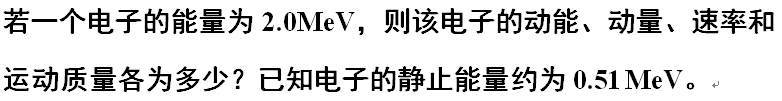 若一个电子的能量为 2.0MeV，则该电子的动能、动量、速率和
运动质量各为多少？已知电子的静止能量约为 0.51MeV。